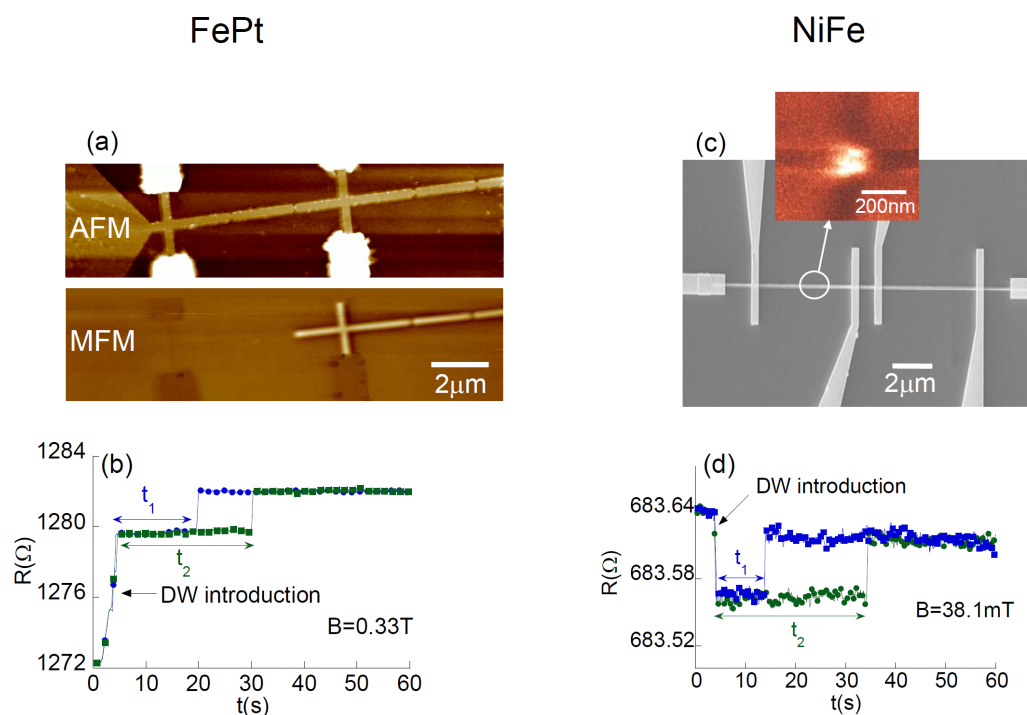 FePt
NiFe
(a)
AFM
MFM
2μm
(c)
200nm
2μm
(b)
1284
1280
1276
1272
R(Ω)
t1
t2
DW introduction
B=0.33T
0 10 20 30 40 50 60
t(s)
(d)
683.64
683.58
683.52
R(Ω)
DW introduction
t1
t2
B=38.1mT
0 10 20 30 40 50 60
t(s)